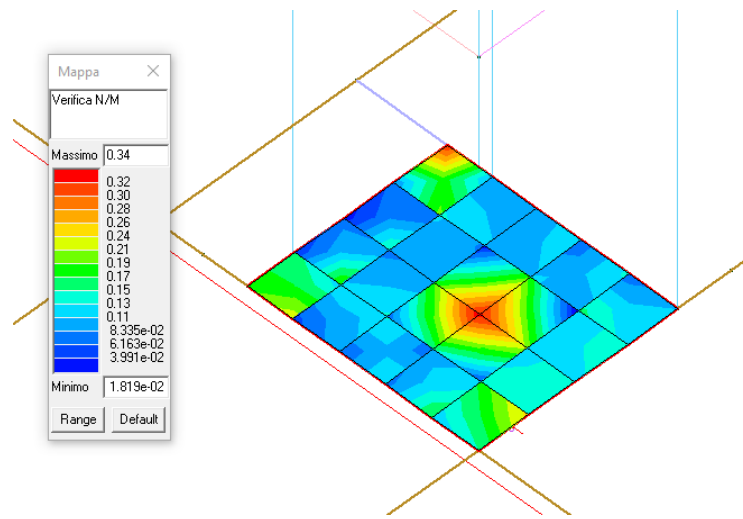 Mappa
Verifica N/M
Massimo 0.34
0.32
0.30
0.28
0.26
0.24
0.21
0.19
0.17
0.15
0.13
0.11
8.335e-02
6.163e-02
3.991e-02
Minimo 1.819e-02
Range Default